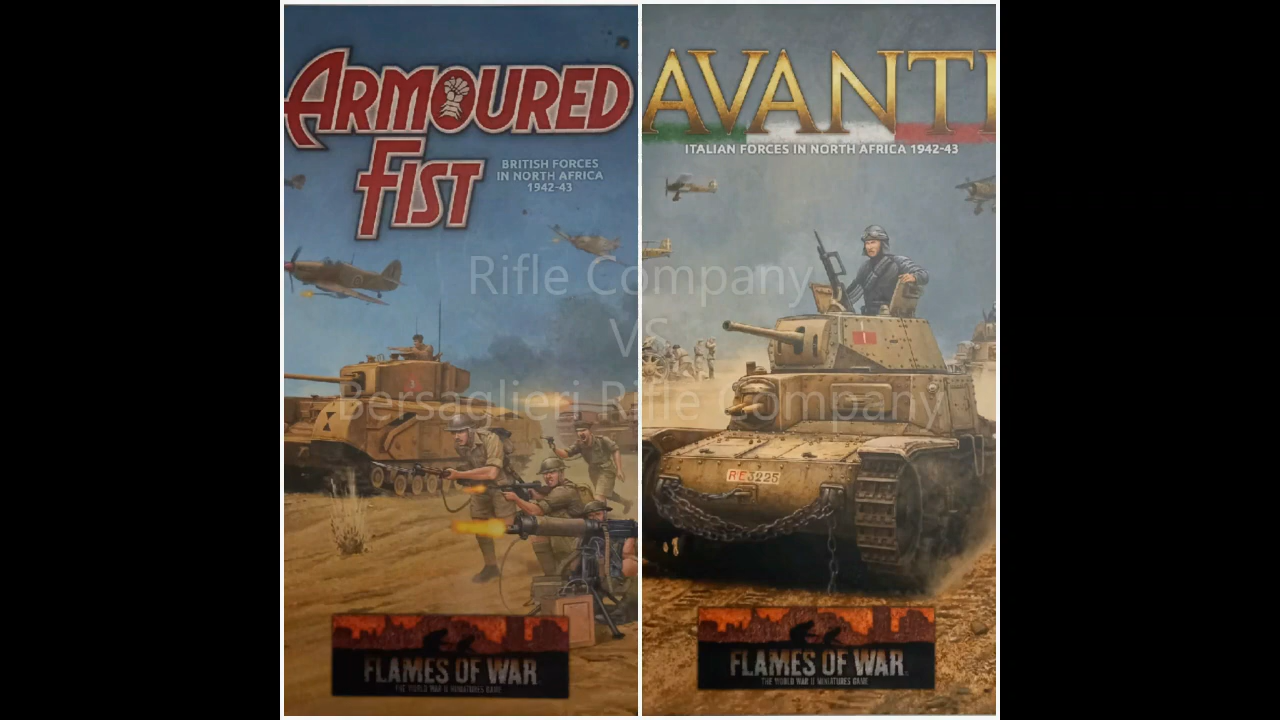 ARMOURED
FIST
BRITISH FORCES
IN NORTH AFRICA
1942-43
FLAMES OF WAR
THE WORLD WAR II MINIATURES GAME
AVANTI
ITALIAN FORCES IN NORTH AFRICA 1942-43
RE3225
FLAMES OF WAR
THE WORLD WAR II MINIATURES GAME
Rifle Company
VS
Bersaglieri Rifle Company